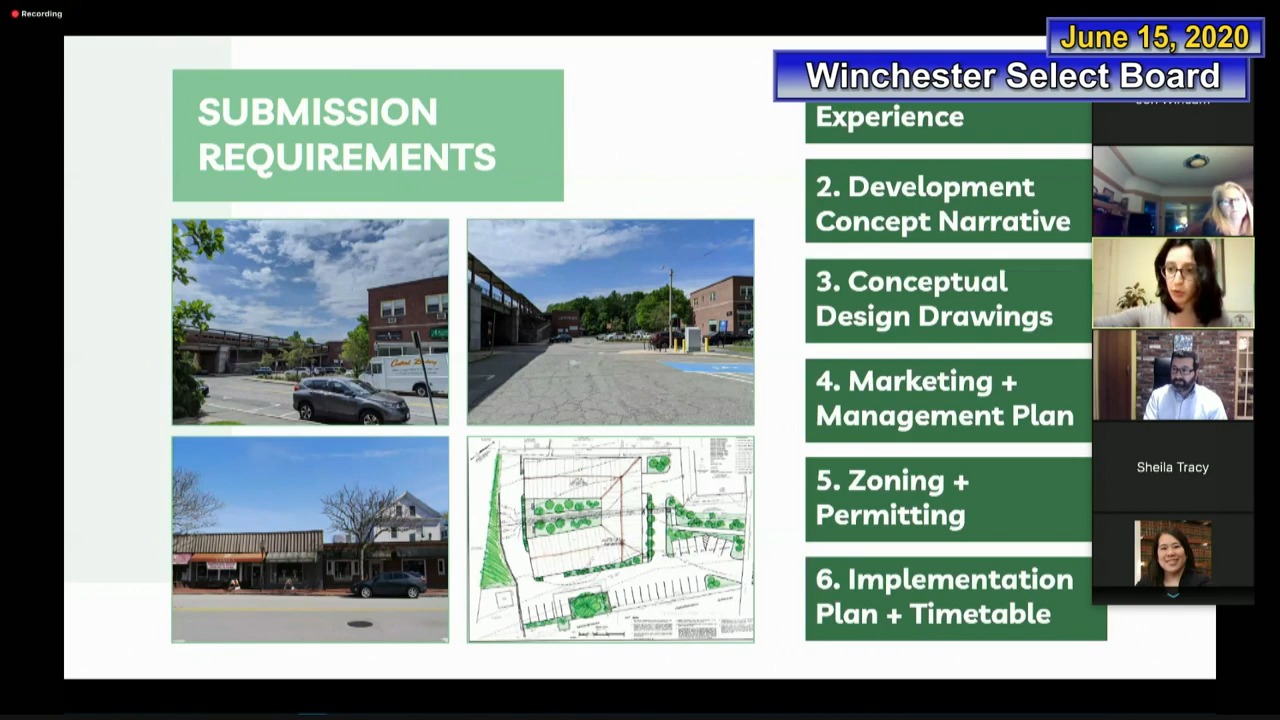 Recording
June 15, 2020
Winchester Select Board
SUBMISSION
REQUIREMENTS
Experience
2. Development
Concept Narrative
3. Conceptual
Design Drawings
4. Marketing +
Management Plan
5. Zoning +
Permitting
6. Implementation
Plan + Timetable
Sheila Tracy